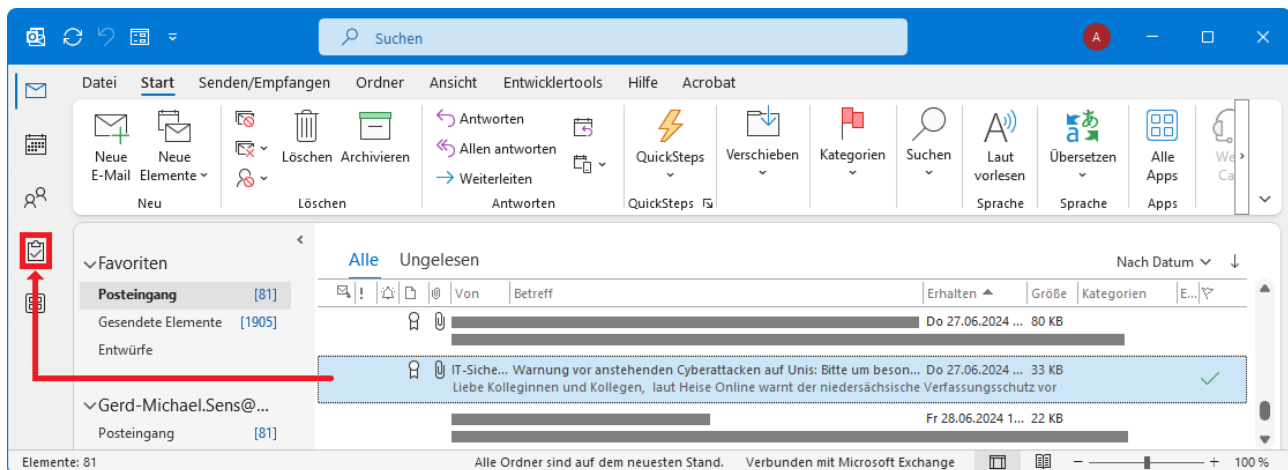 Suchen
A
Datei Start Senden/Empfangen Ordner Ansicht Entwicklertools Hilfe Acrobat
Neue E-Mail
Neue Elemente
Neu
Löschen Archivieren
Löschen
Antworten
Allen antworten
Weiterleiten
Antworten
QuickSteps
QuickSteps
Verschieben
Kategorien
Suchen
Laut vorlesen
Sprache
Übersetzen
Sprache
Alle Apps
Apps
We
Ca
Favoriten
Posteingang [81]
Gesendete Elemente [1905]
Entwürfe
Gerd-Michael.Sens@...
Posteingang [81]
Alle Ungelesen
Nach Datum
! Von Betreff Erhalten Größe Kategorien E...
Do 27.06.2024 ... 80 KB
IT-Siche... Warnung vor anstehenden Cyberattacken auf Unis: Bitte um beson... Do 27.06.2024 ... 33 KB
Liebe Kolleginnen und Kollegen, laut Heise Online warnt der niedersächsische Verfassungsschutz vor
Fr 28.06.2024 1... 22 KB
Elemente: 81 Alle Ordner sind auf dem neuesten Stand. Verbunden mit Microsoft Exchange 100 %